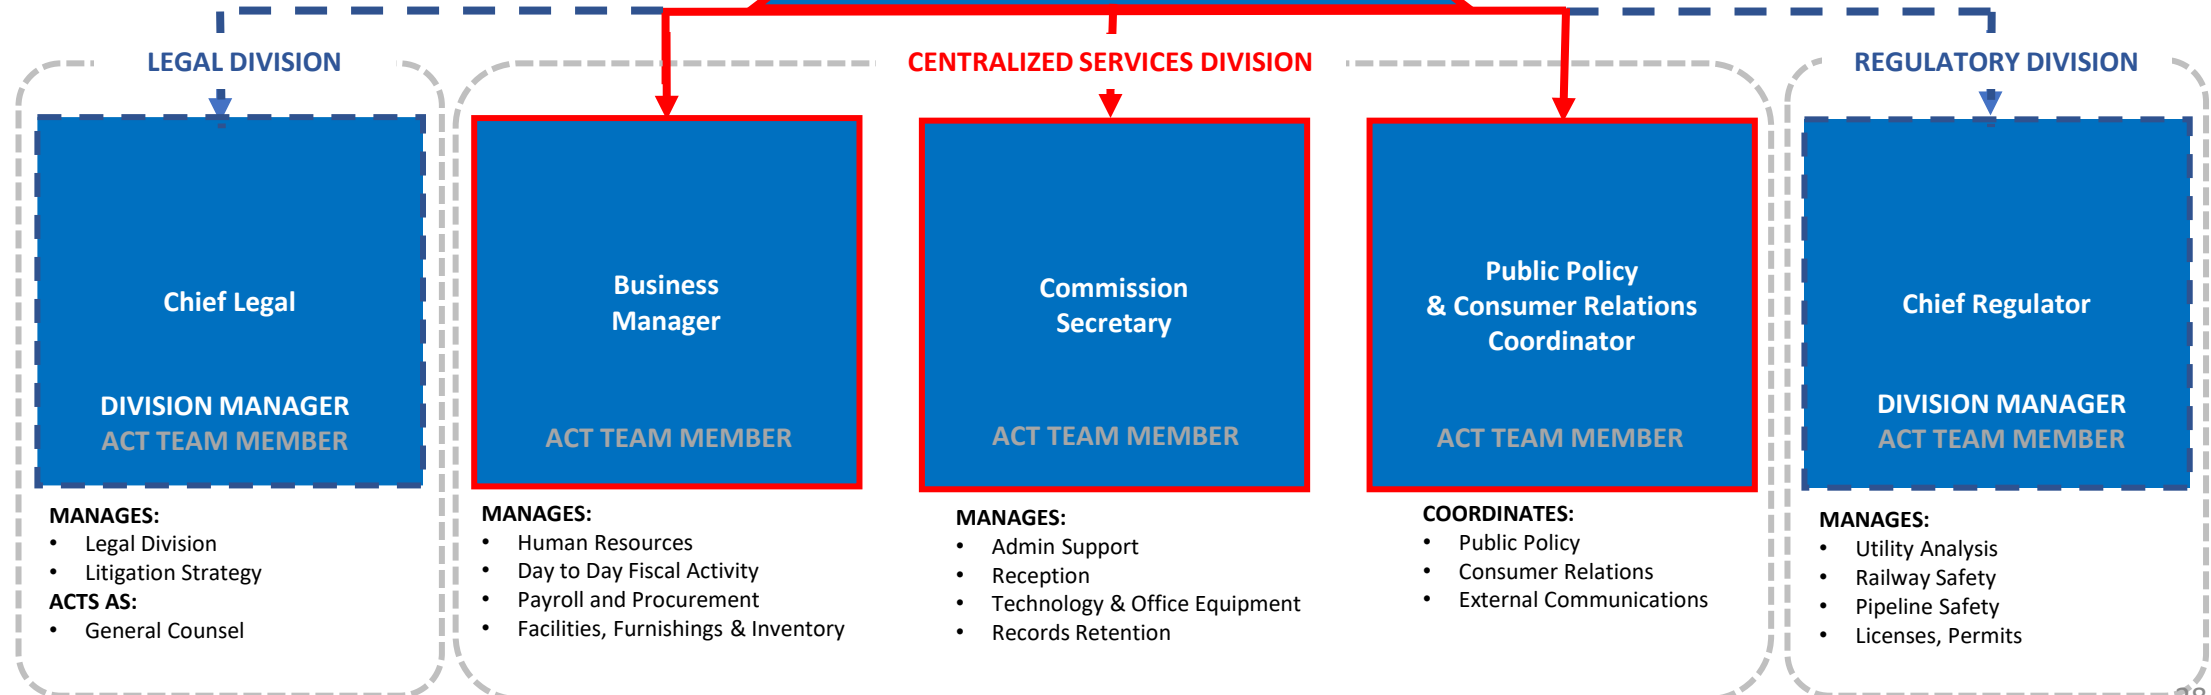 LEGAL DIVISION
CENTRALIZED SERVICES DIVISION
REGULATORY DIVISION
Chief Legal
DIVISION MANAGER
ACT TEAM MEMBER
Business
Manager
ACT TEAM MEMBER
Commission
Secretary
ACT TEAM MEMBER
Public Policy
& Consumer Relations
Coordinator
ACT TEAM MEMBER
Chief Regulator
DIVISION MANAGER
ACT TEAM MEMBER
MANAGES:
• Legal Division
• Litigation Strategy
ACTS AS:
• General Counsel
MANAGES:
• Human Resources
• Day to Day Fiscal Activity
• Payroll and Procurement
• Facilities, Furnishings & Inventory
MANAGES:
• Admin Support
• Reception
• Technology & Office Equipment
• Records Retention
COORDINATES:
• Public Policy
• Consumer Relations
• External Communications
MANAGES:
• Utility Analysis
• Railway Safety
• Pipeline Safety
• Licenses, Permits